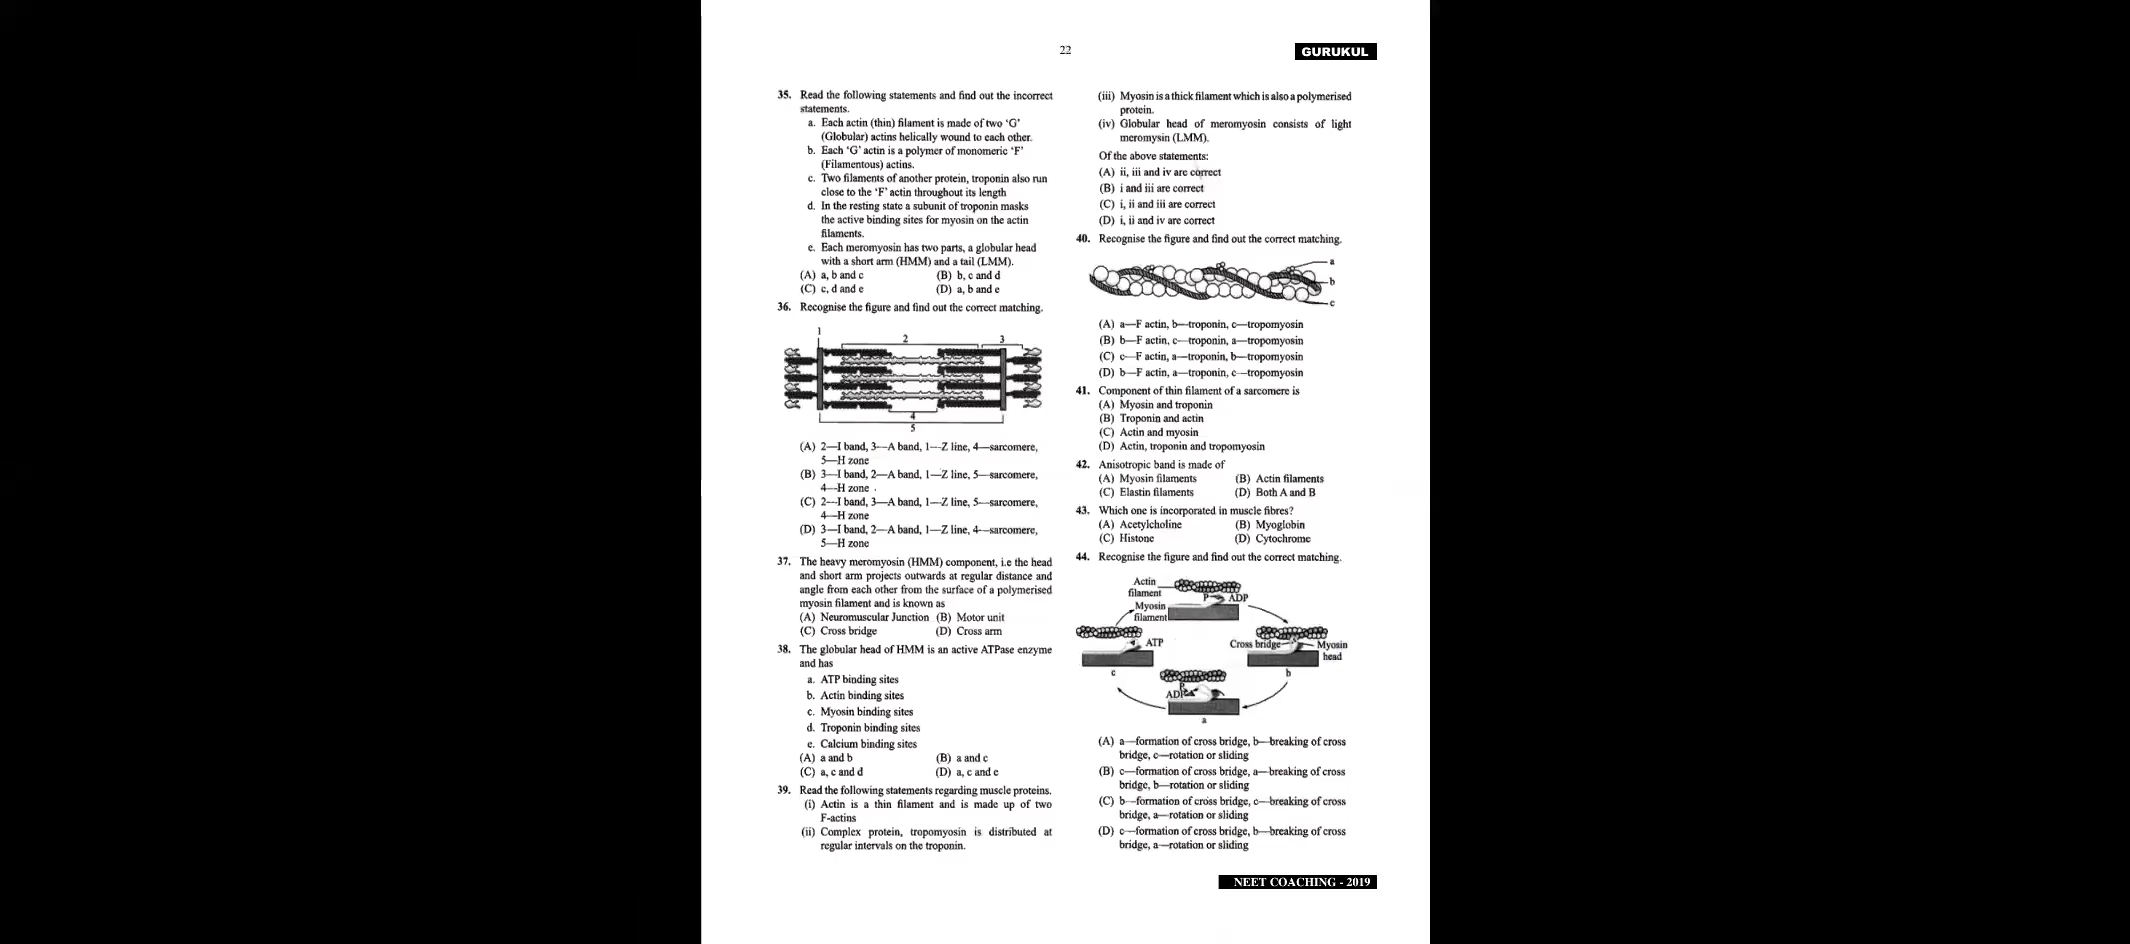 22
GURUKUL
35. Read the following statements and find out the incorrect
statements.
a. Each actin (thin) filament is made of two ‘G’
(Globular) actins helically wound to each other.
b. Each ‘G’ actin is a polymer of monomeric ‘F’
(Filamentous) actins.
c. Two filaments of another protein, troponin also run
close to the ‘F’ actin throughout its length
d. In the resting state a subunit of troponin masks
the active binding sites for myosin on the actin
filaments.
e. Each meromyosin has two parts, a globular head
with a short arm (HMM) and a tail (LMM).
(A) a, b and c (B) b, c and d
(C) c, d and e (D) a, b and e
36. Recognise the figure and find out the correct matching.
1
2
3
4
5
(A) 2—I band, 3—A band, 1—Z line, 4—sarcomere,
5—H zone
(B) 3—I band, 2—A band, 1—Z line, 5—sarcomere,
4—H zone
(C) 2—I band, 3—A band, 1—Z line, 5—sarcomere,
4—H zone
(D) 3—I band, 2—A band, 1—Z line, 4—sarcomere,
5—H zone
37. The heavy meromyosin (HMM) component, i.e the head
and short arm projects outwards at regular distance and
angle from each other from the surface of a polymerised
myosin filament and is known as
(A) Neuromuscular Junction (B) Motor unit
(C) Cross bridge (D) Cross arm
38. The globular head of HMM is an active ATPase enzyme
and has
a. ATP binding sites
b. Actin binding sites
c. Myosin binding sites
d. Troponin binding sites
e. Calcium binding sites
(A) a and b (B) a and c
(C) a, c and d (D) a, c and e
39. Read the following statements regarding muscle proteins.
(i) Actin is a thin filament and is made up of two
F-actins
(ii) Complex protein, tropomyosin is distributed at
regular intervals on the troponin.
(iii) Myosin is a thick filament which is also a polymerised
protein.
(iv) Globular head of meromyosin consists of light
meromysin (LMM).
Of the above statements:
(A) ii, iii and iv are correct
(B) i and iii are correct
(C) i, ii and iii are correct
(D) i, ii and iv are correct
40. Recognise the figure and find out the correct matching.
a
b
c
(A) a—F actin, b—troponin, c—tropomyosin
(B) b—F actin, c—troponin, a—tropomyosin
(C) c—F actin, a—troponin, b—tropomyosin
(D) b—F actin, a—troponin, c—tropomyosin
41. Component of thin filament of a sarcomere is
(A) Myosin and troponin
(B) Troponin and actin
(C) Actin and myosin
(D) Actin, troponin and tropomyosin
42. Anisotropic band is made of
(A) Myosin filaments (B) Actin filaments
(C) Elastin filaments (D) Both A and B
43. Which one is incorporated in muscle fibres?
(A) Acetylcholine (B) Myoglobin
(C) Histone (D) Cytochrome
44. Recognise the figure and find out the correct matching.
Actin
filament
P ADP
Myosin
filament
ATP
Cross bridge Myosin
head
c
b
P
ADP
a
(A) a—formation of cross bridge, b—breaking of cross
bridge, c—rotation or sliding
(B) c—formation of cross bridge, a—breaking of cross
bridge, b—rotation or sliding
(C) b—formation of cross bridge, c—breaking of cross
bridge, a—rotation or sliding
(D) c—formation of cross bridge, b—breaking of cross
bridge, a—rotation or sliding
NEET COACHING - 2019